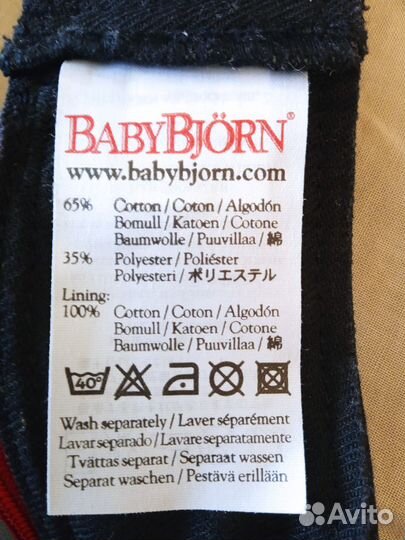 BABYBJÖRN®
www.babybjorn.com
65% Cotton / Coton / Algodón
Bomull / Katoen / Cotone
Baumwolle / Puuvillaa / 綿
35% Polyester / Poliéster
Polyesteri / ポリエステル
Lining:
100% Cotton / Coton / Algodón
Bomull / Katoen / Cotone
Baumwolle / Puuvillaa / 綿
40°
Wash separately / Laver séparément
Lavar separado / Lavare separatamente
Tvättas separat / Separaat wassen
Separat waschen / Pestävä erillään
Avito